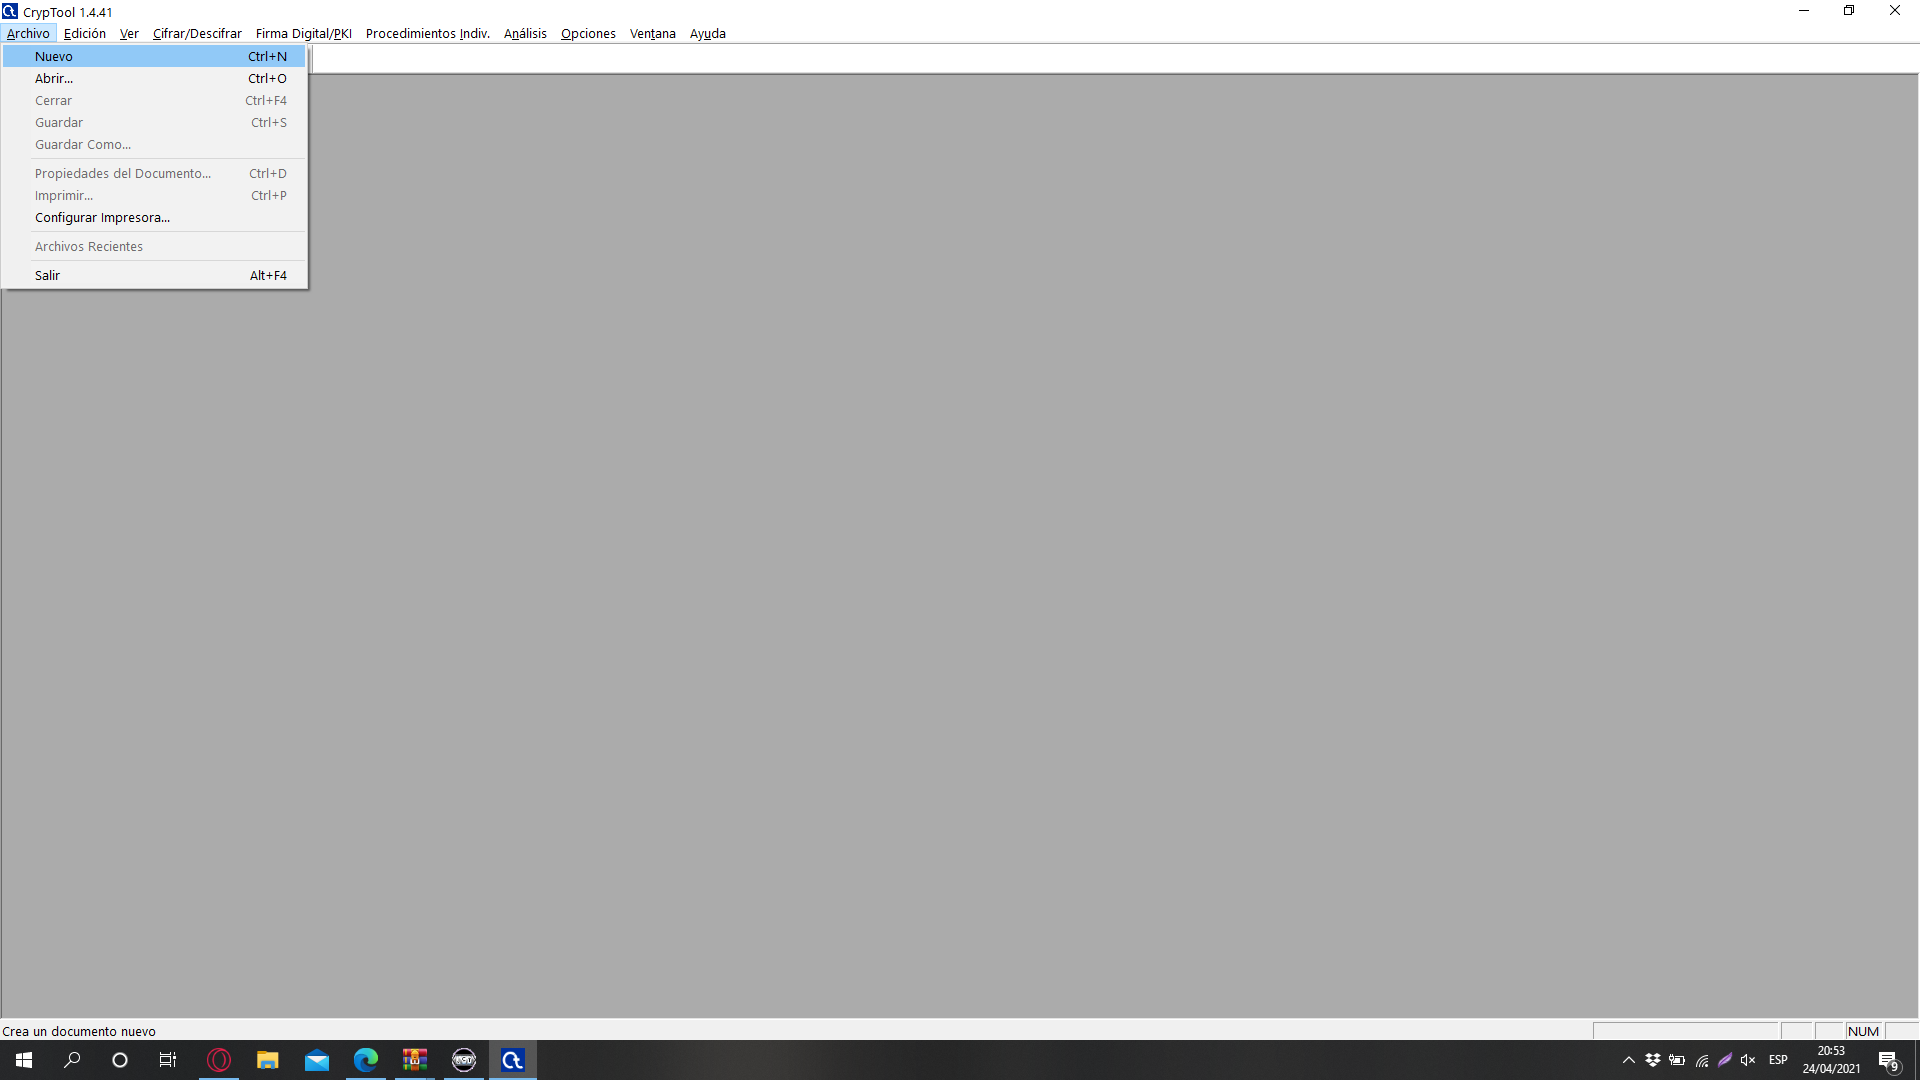 CrypTool 1.4.41
Archivo Edición Ver Cifrar/Descifrar Firma Digital/PKI Procedimientos Indiv. Análisis Opciones Ventana Ayuda
Nuevo Ctrl+N
Abrir... Ctrl+O
Cerrar Ctrl+F4
Guardar Ctrl+S
Guardar Como...
Propiedades del Documento... Ctrl+D
Imprimir... Ctrl+P
Configurar Impresora...
Archivos Recientes
Salir Alt+F4
Crea un documento nuevo NUM
ESP 20:53
24/04/2021 9